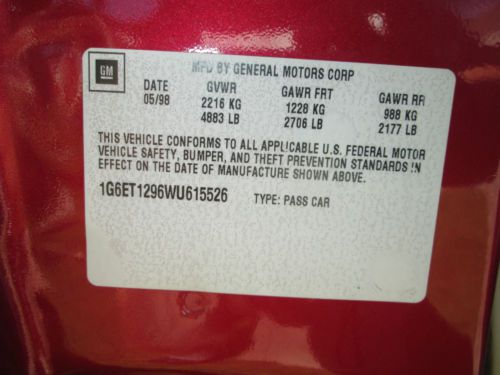 GM
MFD BY GENERAL MOTORS CORP
DATE GVWR GAWR FRT GAWR RR
05/98 2216 KG 1228 KG 988 KG
4883 LB 2706 LB 2177 LB
THIS VEHICLE CONFORMS TO ALL APPLICABLE U.S. FEDERAL MOTOR
VEHICLE SAFETY, BUMPER, AND THEFT PREVENTION STANDARDS IN
EFFECT ON THE DATE OF MANUFACTURE SHOWN ABOVE.
1G6ET1296WU615526 TYPE: PASS CAR